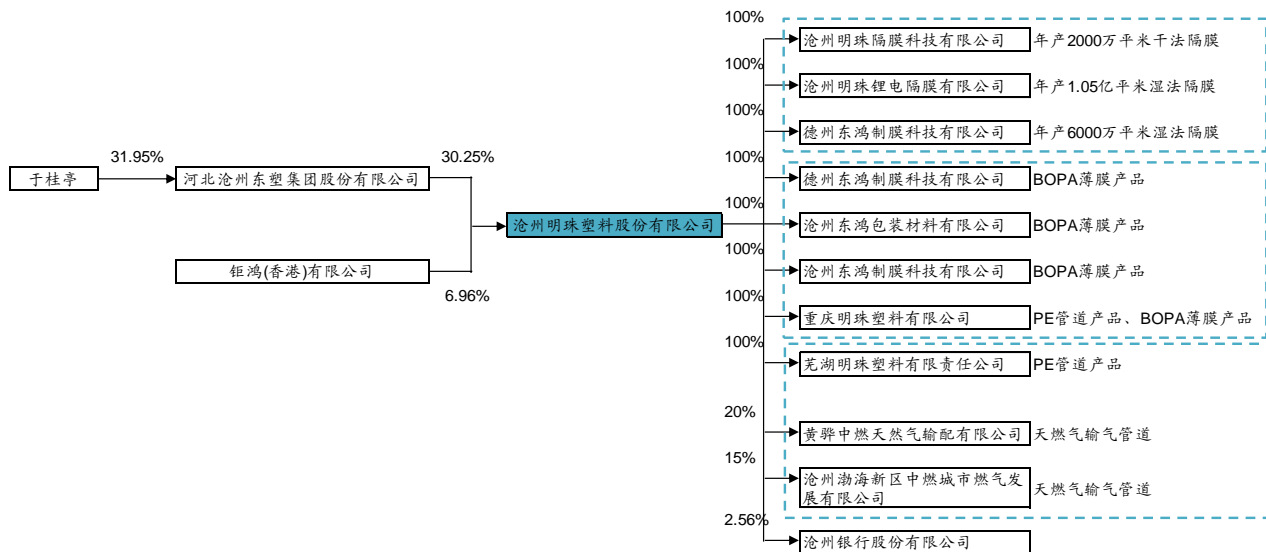 100%
沧州明珠隔膜科技有限公司 年产2000万平米干法隔膜
100%
沧州明珠锂电隔膜有限公司 年产1.05亿平米湿法隔膜
100%
德州东鸿制膜科技有限公司 年产6000万平米湿法隔膜
100%
31.95%
30.25%
于桂亭
河北沧州东塑集团股份有限公司
德州东鸿制膜科技有限公司 BOPA薄膜产品
100%
沧州明珠塑料股份有限公司
沧州东鸿包装材料有限公司 BOPA薄膜产品
100%
钜鸿(香港)有限公司
6.96%
沧州东鸿制膜科技有限公司 BOPA薄膜产品
100%
重庆明珠塑料有限公司 PE管道产品、BOPA薄膜产品
100%
芜湖明珠塑料有限责任公司 PE管道产品
20%
黄骅中燃天然气输配有限公司 天燃气输气管道
15%
沧州渤海新区中燃城市燃气发
展有限公司
天燃气输气管道
2.56%
沧州银行股份有限公司